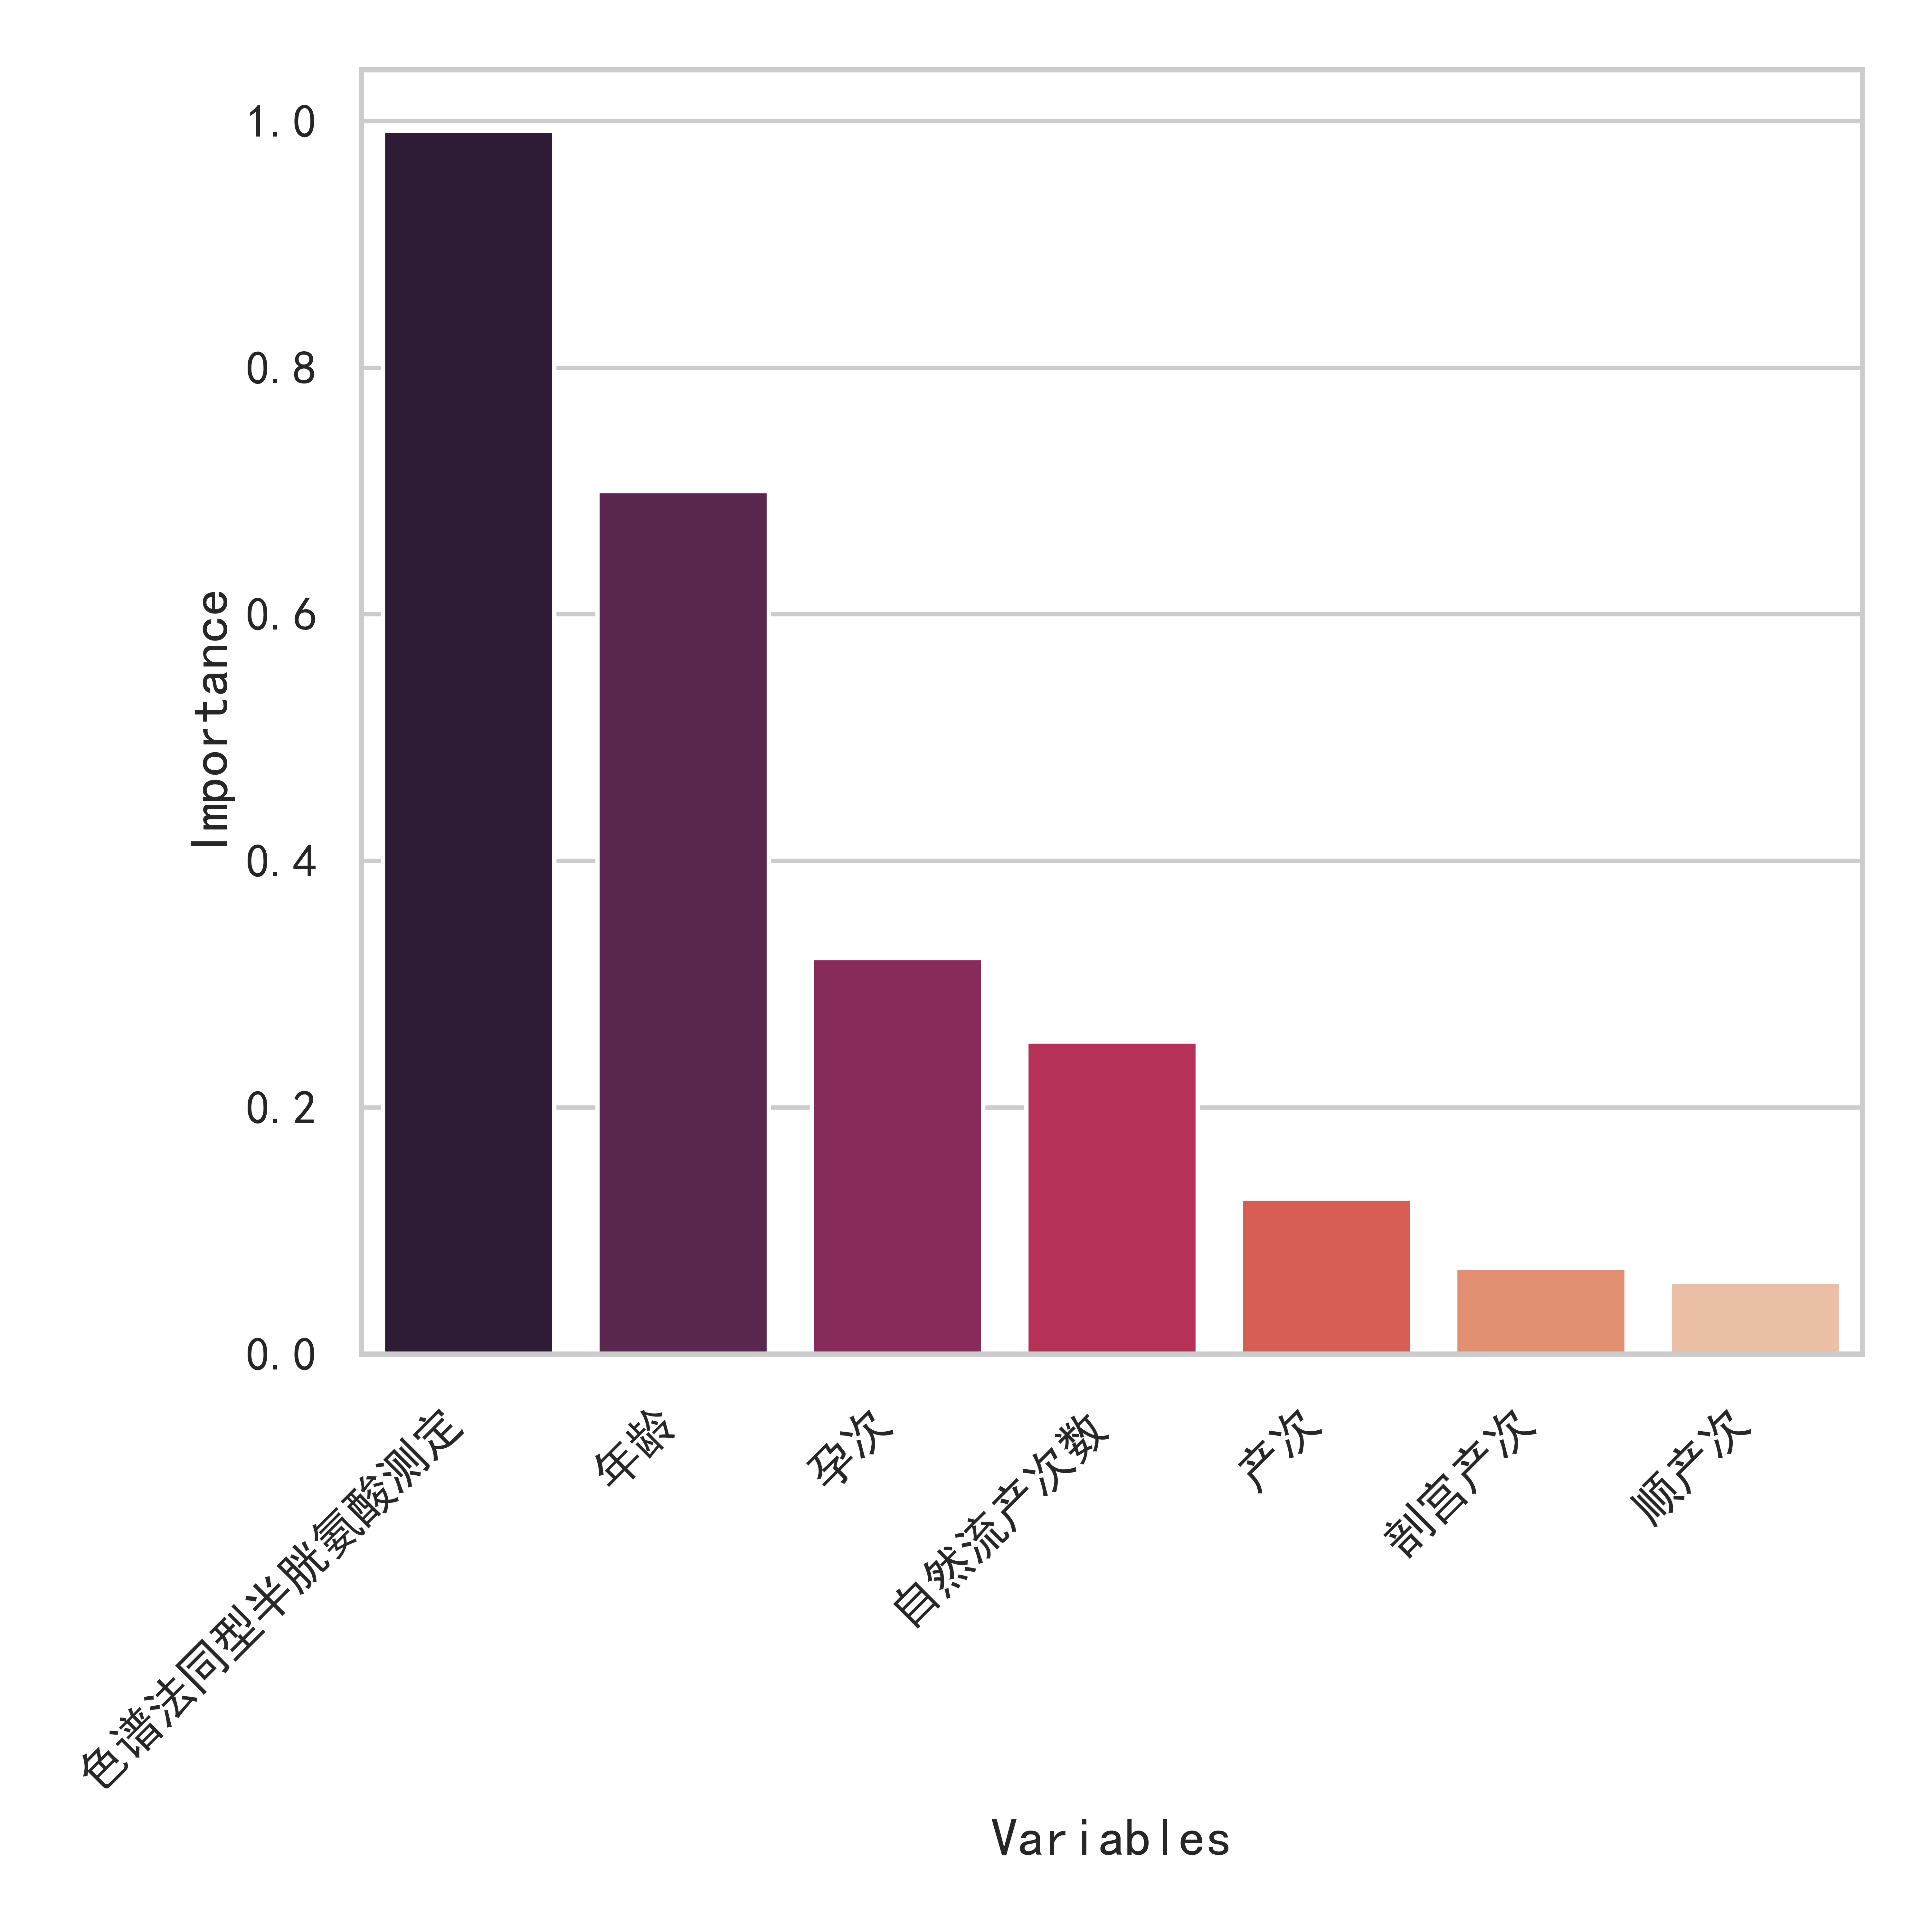 1.0
0.8
0.6
0.4
0.2
0.0
Importance
色谱法同型半胱氨酸测定
年龄
孕次
自然流产次数
产次
剖宫产次
顺产次
Variables